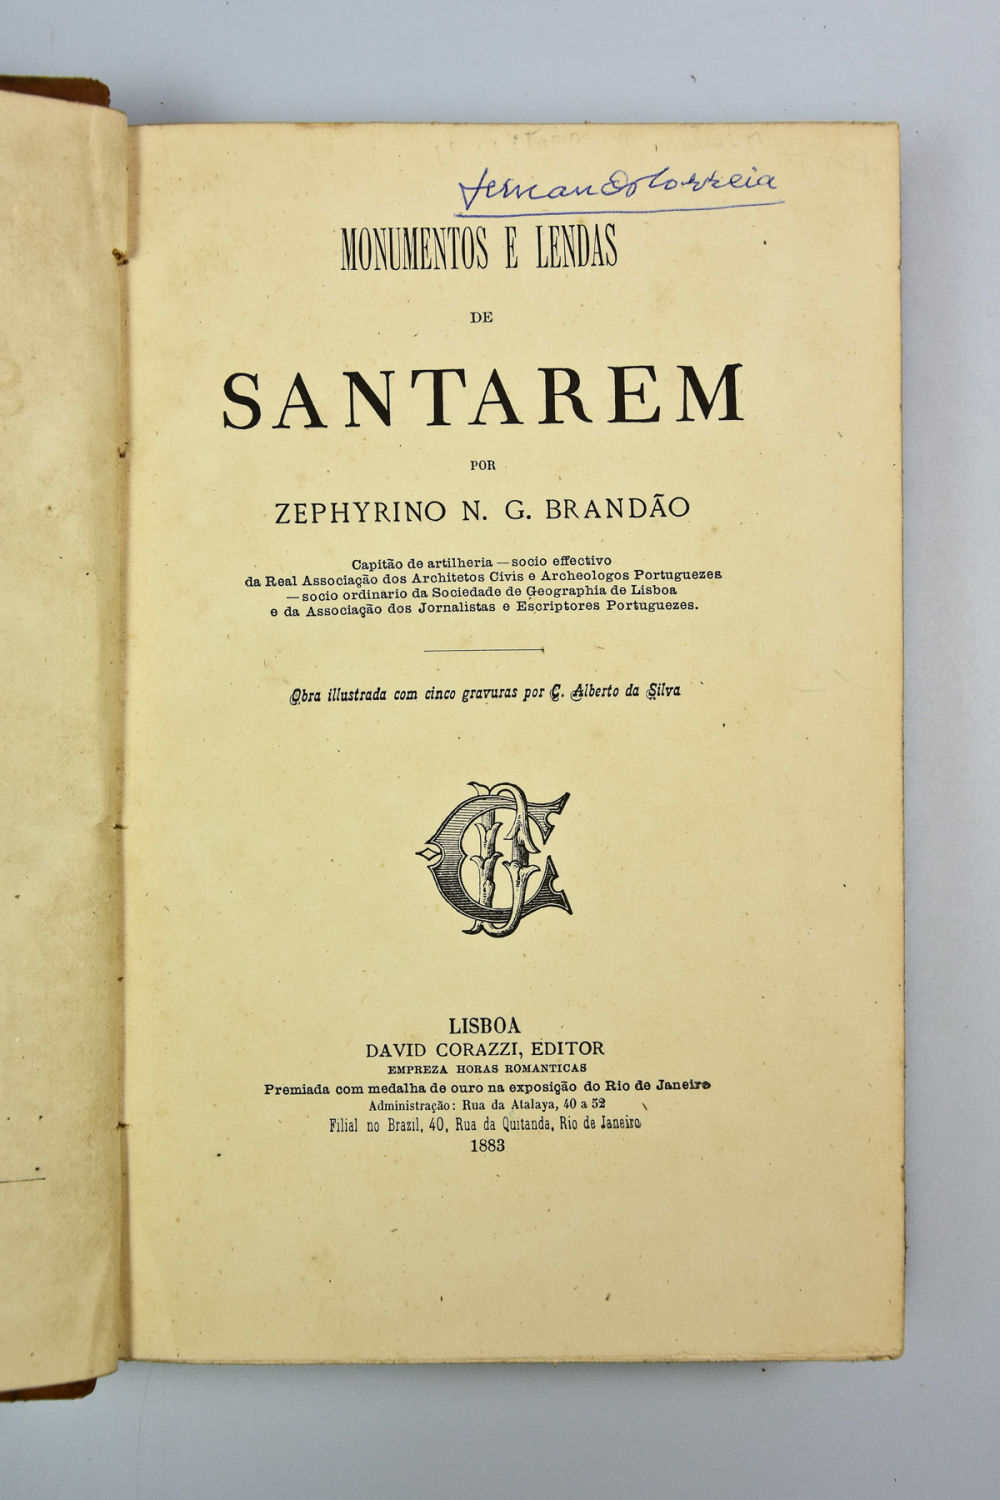 Fernando Correia
MONUMENTOS E LENDAS
DE
SANTAREM
POR
ZEPHYRINO N. G. BRANDÃO
Capitão de artilheria — socio effectivo
da Real Associação dos Architetos Civis e Archeologos Portuguezes
— socio ordinario da Sociedade de Geographia de Lisboa
e da Associação dos Jornalistas e Escriptores Portuguezes.
Obra illustrada com cinco gravuras por C. Alberto da Silva
LISBOA
DAVID CORAZZI, EDITOR
EMPREZA HORAS ROMANTICAS
Premiada com medalha de ouro na exposição do Rio de Janeiro
Administração: Rua da Atalaya, 40 a 52
Filial no Brazil, 40, Rua da Quitanda, Rio de Janeiro
1883